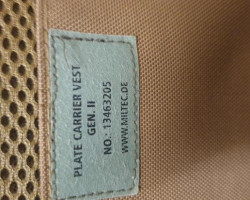 PLATE CARRIER VEST
GEN. II
NO.: 13463205
WWW.MILTEC.DE